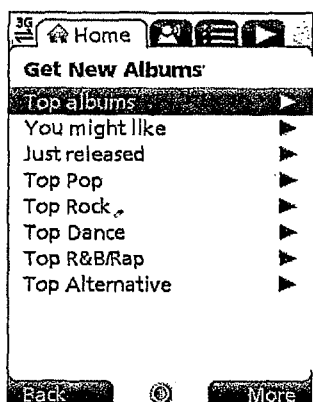 3G
Home
Get New Albums
Top albums
You might like
Just released
Top Pop
Top Rock
Top Dance
Top R&B/Rap
Top Alternative
Back More